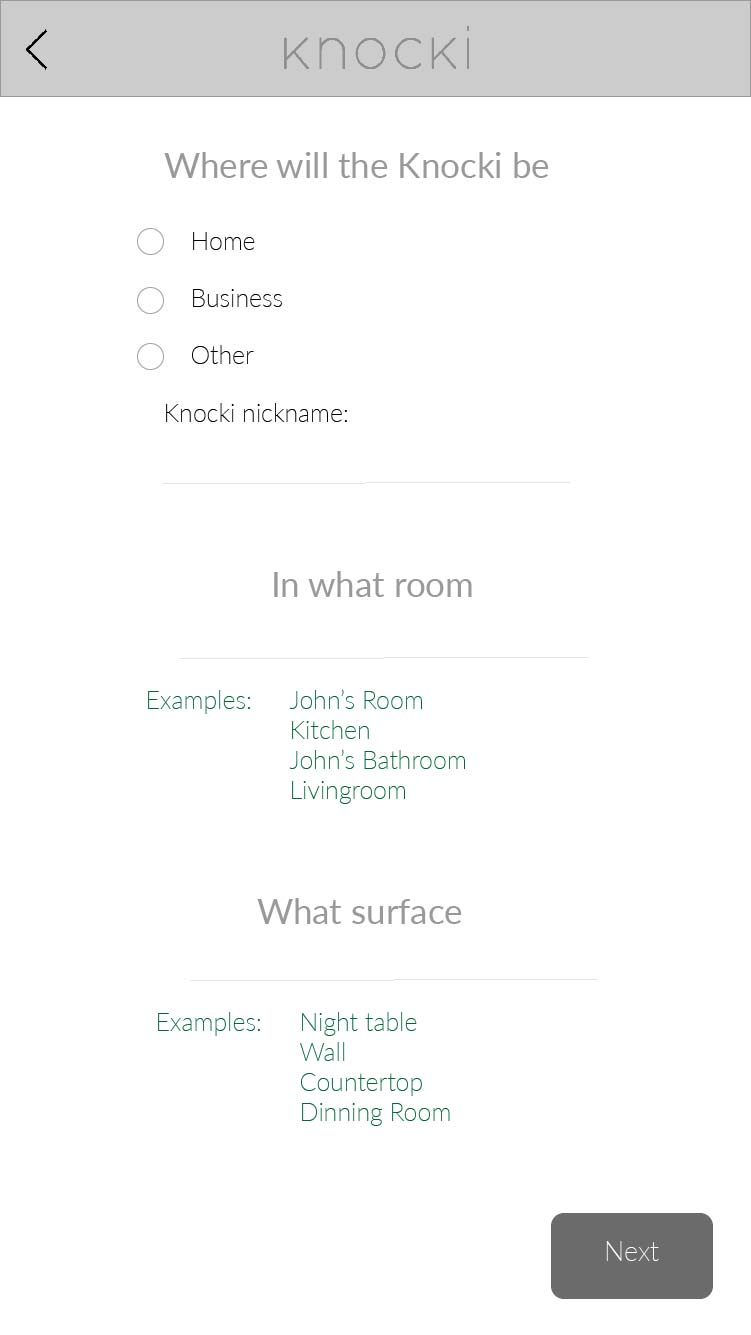 knocki
Where will the Knocki be
Home
Business
Other
Knocki nickname:
In what room
Examples: John’s Room
Kitchen
John’s Bathroom
Livingroom
What surface
Examples: Night table
Wall
Countertop
Dinning Room
Next